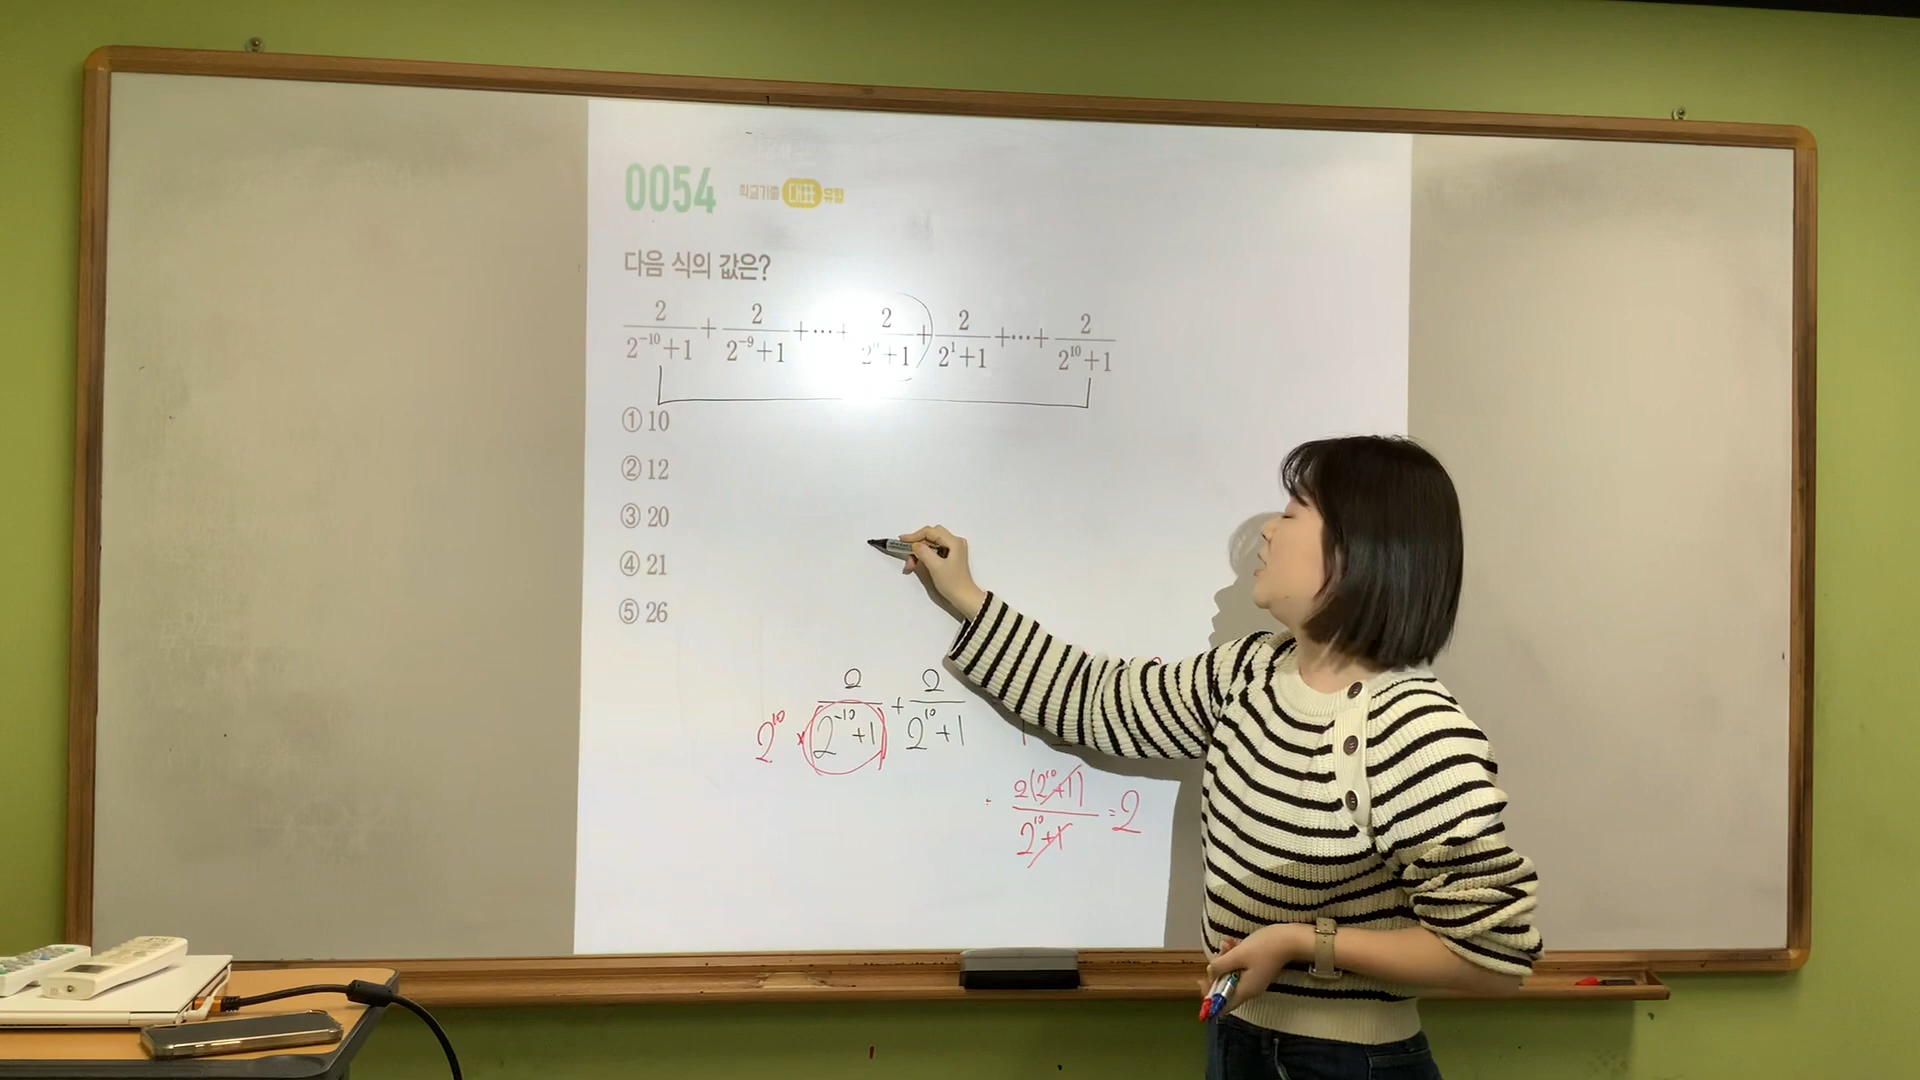 0054 학교기출 대표 유형
다음 식의 값은?
2/(2^-10+1) + 2/(2^-9+1) + ··· + 2/(2^0+1) + 2/(2^1+1) + ··· + 2/(2^10+1)
① 10
② 12
③ 20
④ 21
⑤ 26
2^10 × 2/(2^-10+1) + 2/(2^10+1)
2(2^10+1)/(2^10+1) = 2